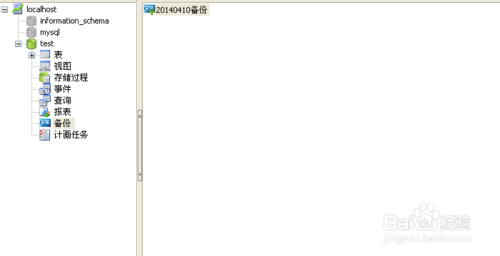 localhost
information_schema
mysql
test
表
视图
存储过程
事件
查询
报表
备份
计画任务
20140410备份
Baidu经验
jingyan.baidu.com